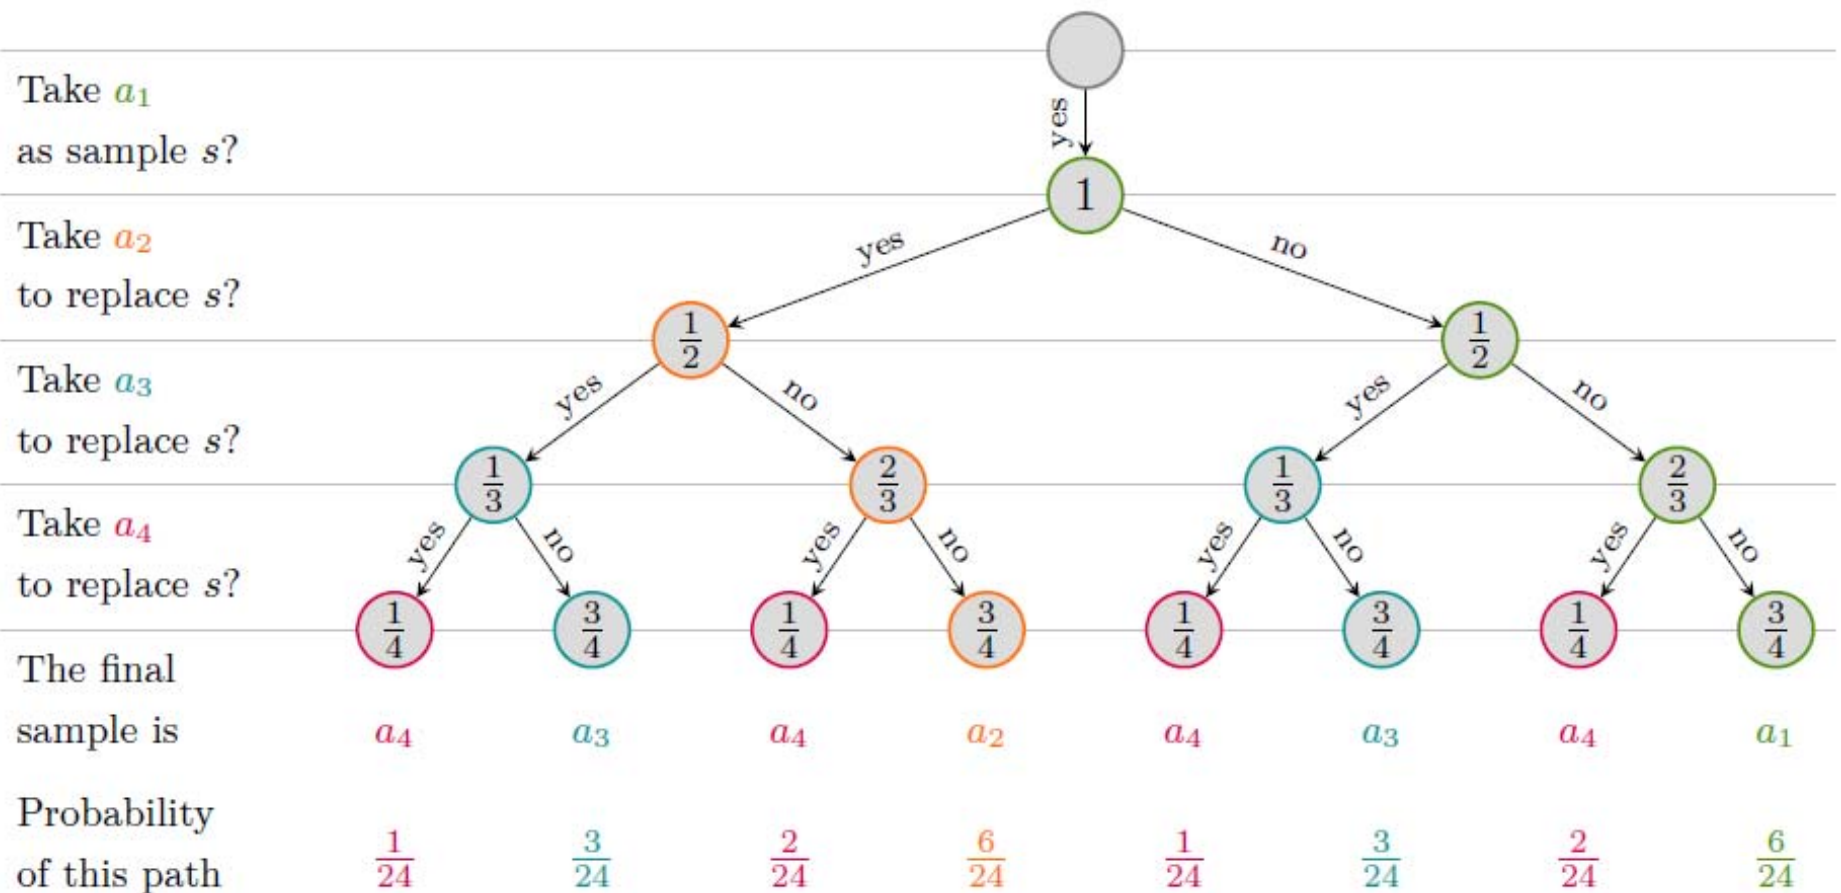 Take a₁
as sample s?
yes
1
Take a₂
to replace s?
yes no
1/2 1/2
Take a₃
to replace s?
yes no yes no
1/3 2/3 1/3 2/3
Take a₄
to replace s?
yes no yes no yes no yes no
1/4 3/4 1/4 3/4 1/4 3/4 1/4 3/4
The final
sample is
a₄ a₃ a₄ a₂ a₄ a₃ a₄ a₁
Probability
of this path
1/24 3/24 2/24 6/24 1/24 3/24 2/24 6/24